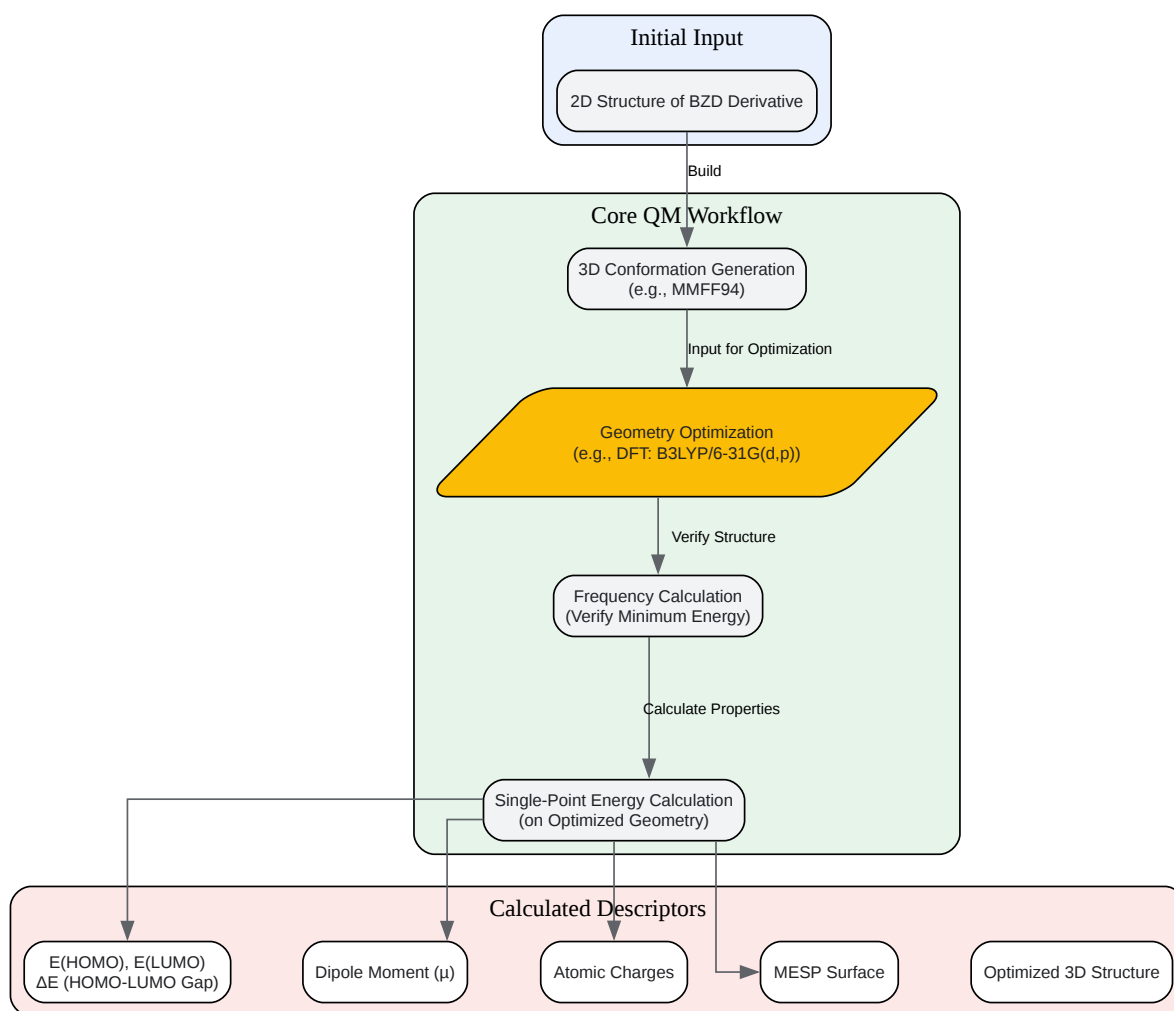 Initial Input
2D Structure of BZD Derivative
Build
Core QM Workflow
3D Conformation Generation
(e.g., MMFF94)
Input for Optimization
Geometry Optimization
(e.g., DFT: B3LYP/6-31G(d,p))
Verify Structure
Frequency Calculation
(Verify Minimum Energy)
Calculate Properties
Single-Point Energy Calculation
(on Optimized Geometry)
Calculated Descriptors
E(HOMO), E(LUMO)
ΔE (HOMO-LUMO Gap)
Dipole Moment (μ)
Atomic Charges
MESP Surface
Optimized 3D Structure